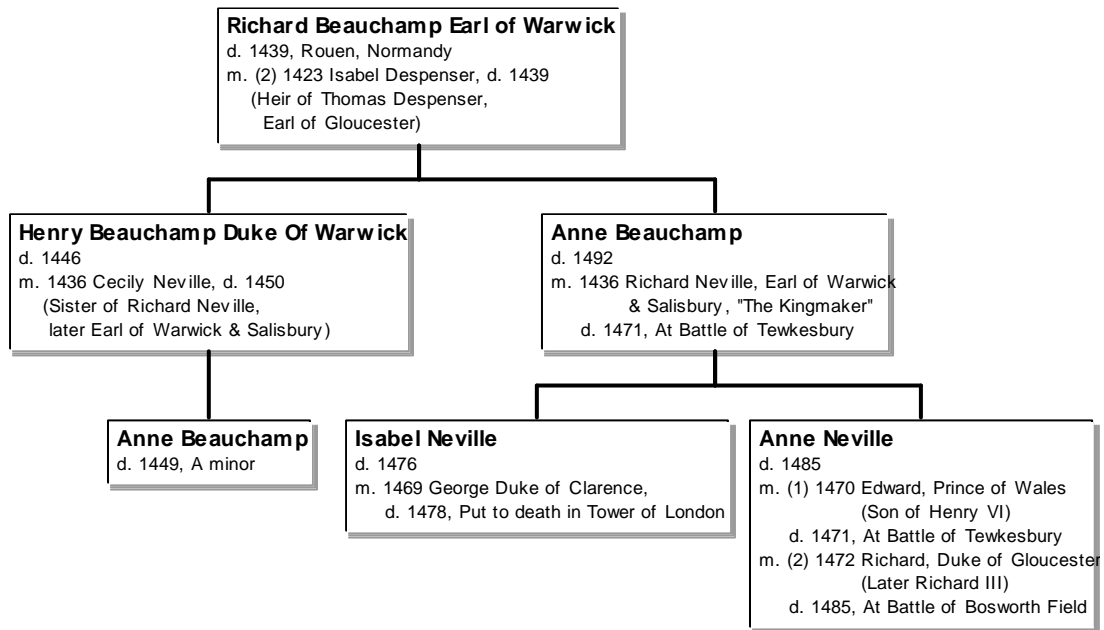 Richard Beauchamp Earl of Warwick
d. 1439, Rouen, Normandy
m. (2) 1423 Isabel Despenser, d. 1439
(Heir of Thomas Despenser,
Earl of Gloucester)
Henry Beauchamp Duke Of Warwick
d. 1446
m. 1436 Cecily Neville, d. 1450
(Sister of Richard Neville,
later Earl of Warwick & Salisbury)
Anne Beauchamp
d. 1492
m. 1436 Richard Neville, Earl of Warwick
& Salisbury, "The Kingmaker"
d. 1471, At Battle of Tewkesbury
Anne Beauchamp
d. 1449, A minor
Isabel Neville
d. 1476
m. 1469 George Duke of Clarence,
d. 1478, Put to death in Tower of London
Anne Neville
d. 1485
m. (1) 1470 Edward, Prince of Wales
(Son of Henry VI)
d. 1471, At Battle of Tewkesbury
m. (2) 1472 Richard, Duke of Gloucester
(Later Richard III)
d. 1485, At Battle of Bosworth Field